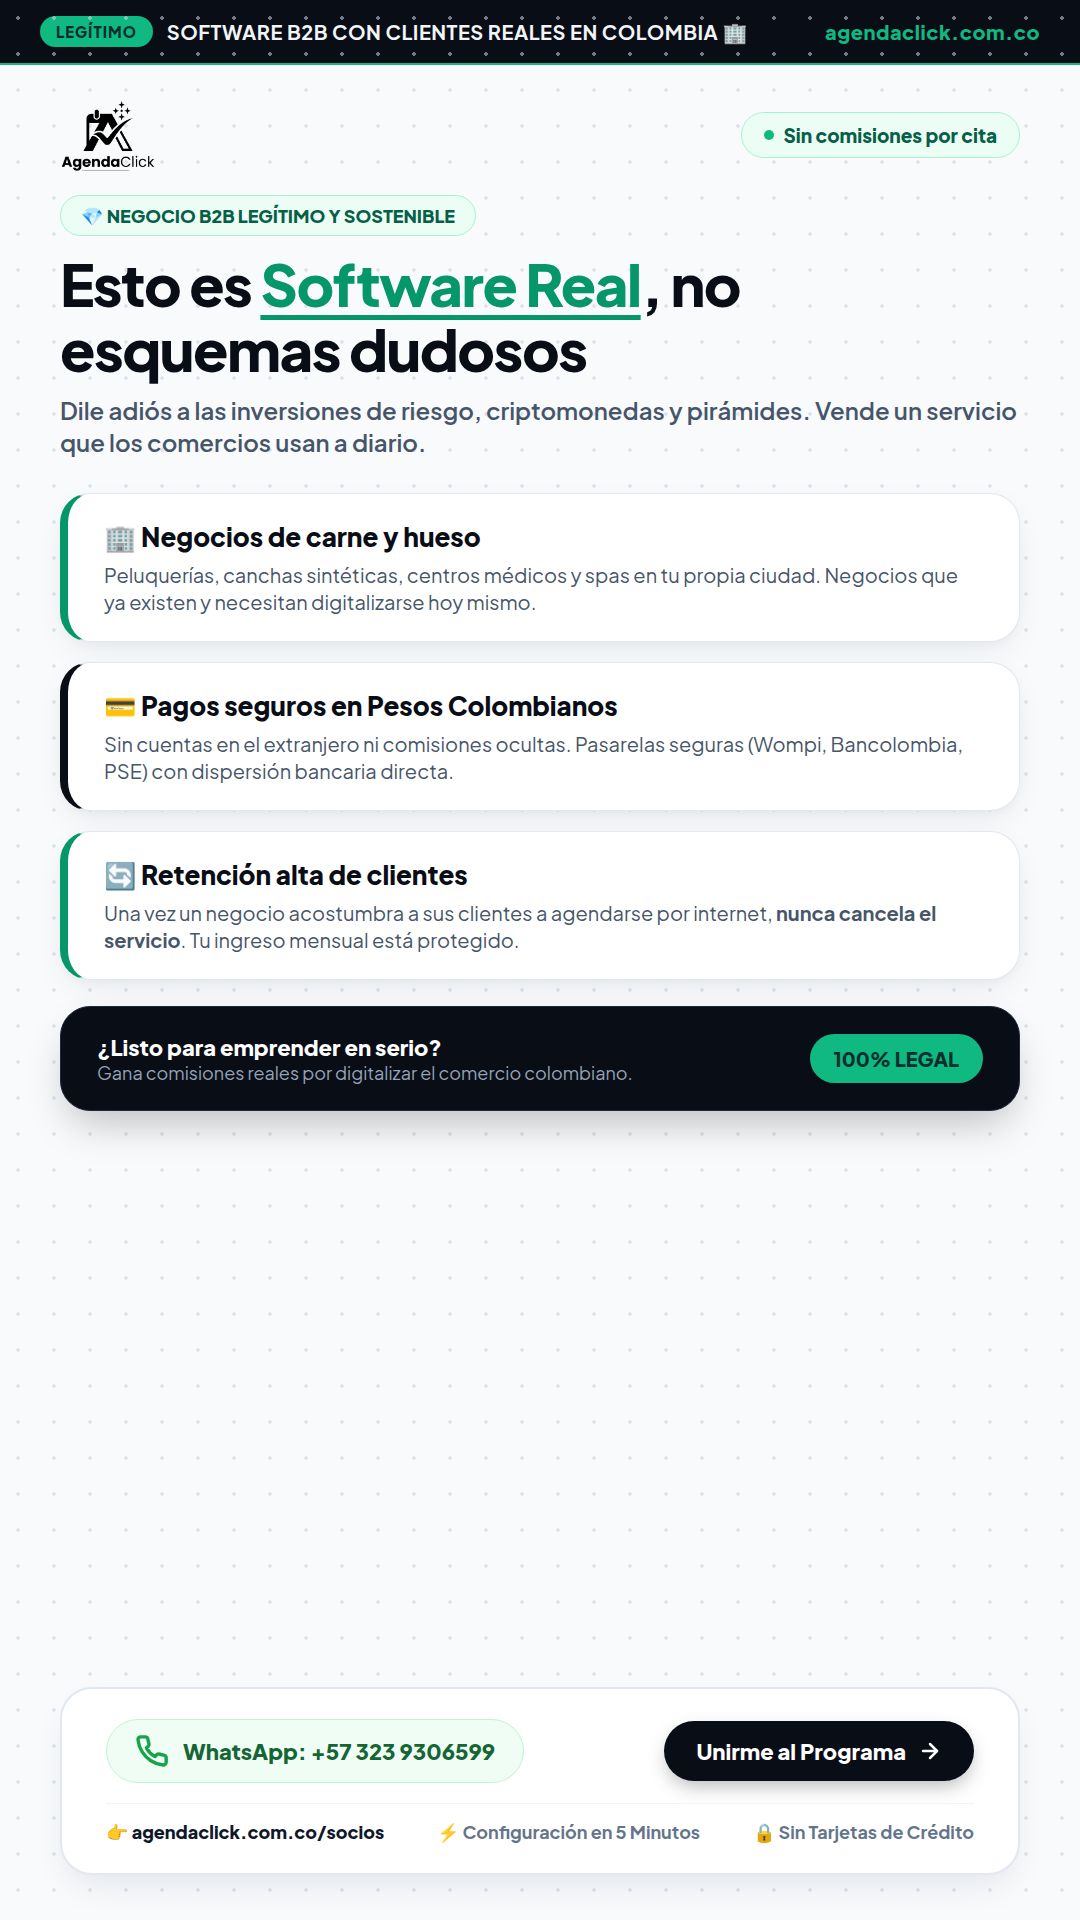 LEGÍTIMO SOFTWARE B2B CON CLIENTES REALES EN COLOMBIA 🏢 agendaclick.com.co
AgendaClick
Sin comisiones por cita
💎 NEGOCIO B2B LEGÍTIMO Y SOSTENIBLE
Esto es Software Real, no
esquemas dudosos
Dile adiós a las inversiones de riesgo, criptomonedas y pirámides. Vende un servicio
que los comercios usan a diario.
🏢 Negocios de carne y hueso
Peluquerías, canchas sintéticas, centros médicos y spas en tu propia ciudad. Negocios que
ya existen y necesitan digitalizarse hoy mismo.
💳 Pagos seguros en Pesos Colombianos
Sin cuentas en el extranjero ni comisiones ocultas. Pasarelas seguras (Wompi, Bancolombia,
PSE) con dispersión bancaria directa.
🔄 Retención alta de clientes
Una vez un negocio acostumbra a sus clientes a agendarse por internet, nunca cancela el
servicio. Tu ingreso mensual está protegido.
¿Listo para emprender en serio?
Gana comisiones reales por digitalizar el comercio colombiano.
100% LEGAL
WhatsApp: +57 323 9306599
Unirme al Programa →
👉 agendaclick.com.co/socios
⚡ Configuración en 5 Minutos
🔒 Sin Tarjetas de Crédito